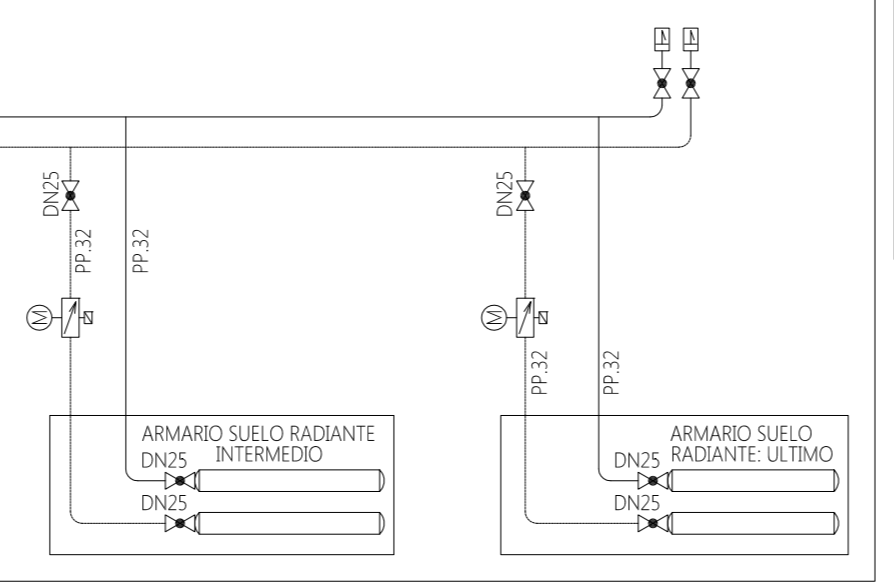 DN25
DN25
PP.32
PP.32
M
M
PP.32
PP.32
ARMARIO SUELO RADIANTE
INTERMEDIO
DN25
DN25
ARMARIO SUELO
RADIANTE: ULTIMO
DN25
DN25